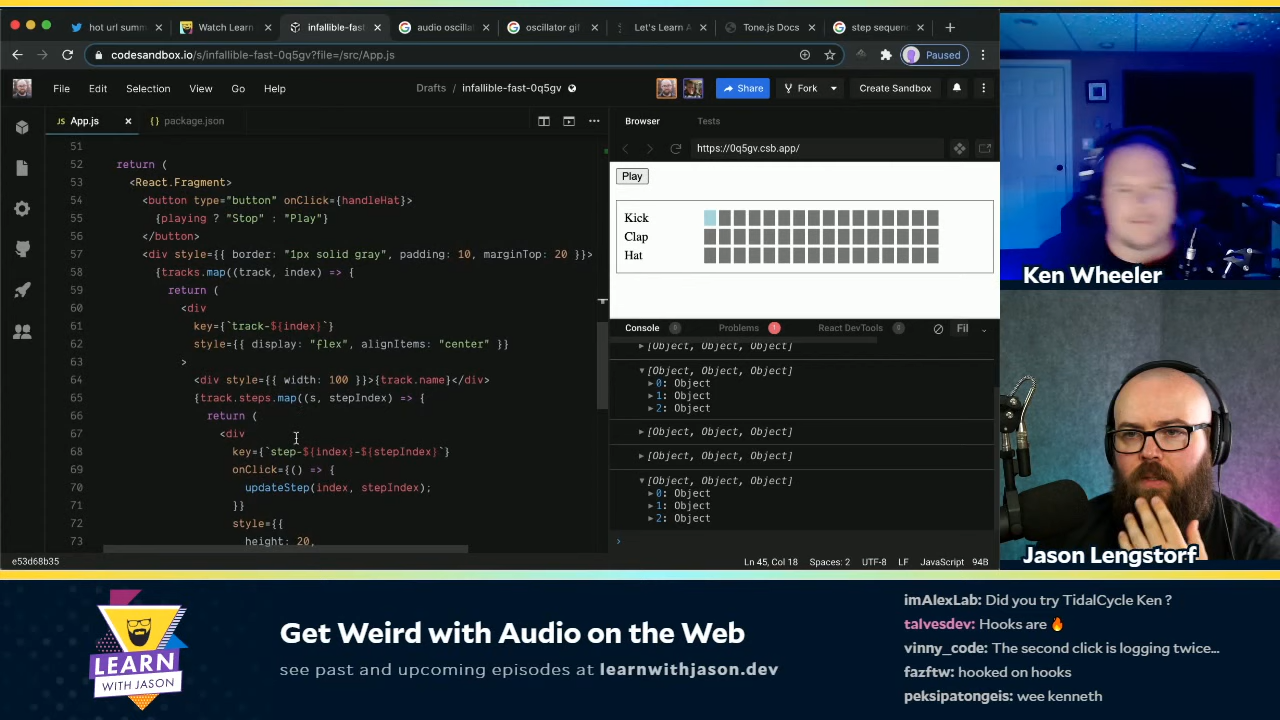 hot url summ
Watch Learn
infallible-fast
audio oscillat
oscillator gif
Let's Learn A
Tone.js Docs
step sequenc
codesandbox.io/s/infallible-fast-0q5gv?file=/src/App.js
Paused
File Edit Selection View Go Help
Drafts / infallible-fast-0q5gv
Share
Fork
Create Sandbox
JS App.js
{} package.json
Browser
Tests
https://0q5gv.csb.app/
51
52 return (
53 <React.Fragment>
54 <button type="button" onClick={handleHat}>
55 {playing ? "Stop" : "Play"}
56 </button>
57 <div style={{ border: "1px solid gray", padding: 10, marginTop: 20 }}>
58 {tracks.map((track, index) => {
59 return (
60 <div
61 key={`track-${index}`}
62 style={{ display: "flex", alignItems: "center" }}
63 >
64 <div style={{ width: 100 }}>{track.name}</div>
65 {track.steps.map((s, stepIndex) => {
66 return (
67 <div
68 key={`step-${index}-${stepIndex}`}
69 onClick={() => {
70 updateStep(index, stepIndex);
71 }}
72 style={{
73 height: 20,
e53d68b35
Ln 45, Col 18 Spaces: 2 UTF-8 LF JavaScript 94B
Play
Kick
Clap
Hat
Console 0
Problems 1
React DevTools 0
Fil
[Object, Object, Object]
[Object, Object, Object]
0: Object
1: Object
2: Object
[Object, Object, Object]
[Object, Object, Object]
[Object, Object, Object]
0: Object
1: Object
2: Object
Ken Wheeler
Jason Lengstorf
LEARN
WITH JASON
Get Weird with Audio on the Web
see past and upcoming episodes at learnwithjason.dev
imAlexLab: Did you try TidalCycle Ken ?
talvesdev: Hooks are 🔥
vinny_code: The second click is logging twice...
fazftw: hooked on hooks
peksipatongeis: wee kenneth